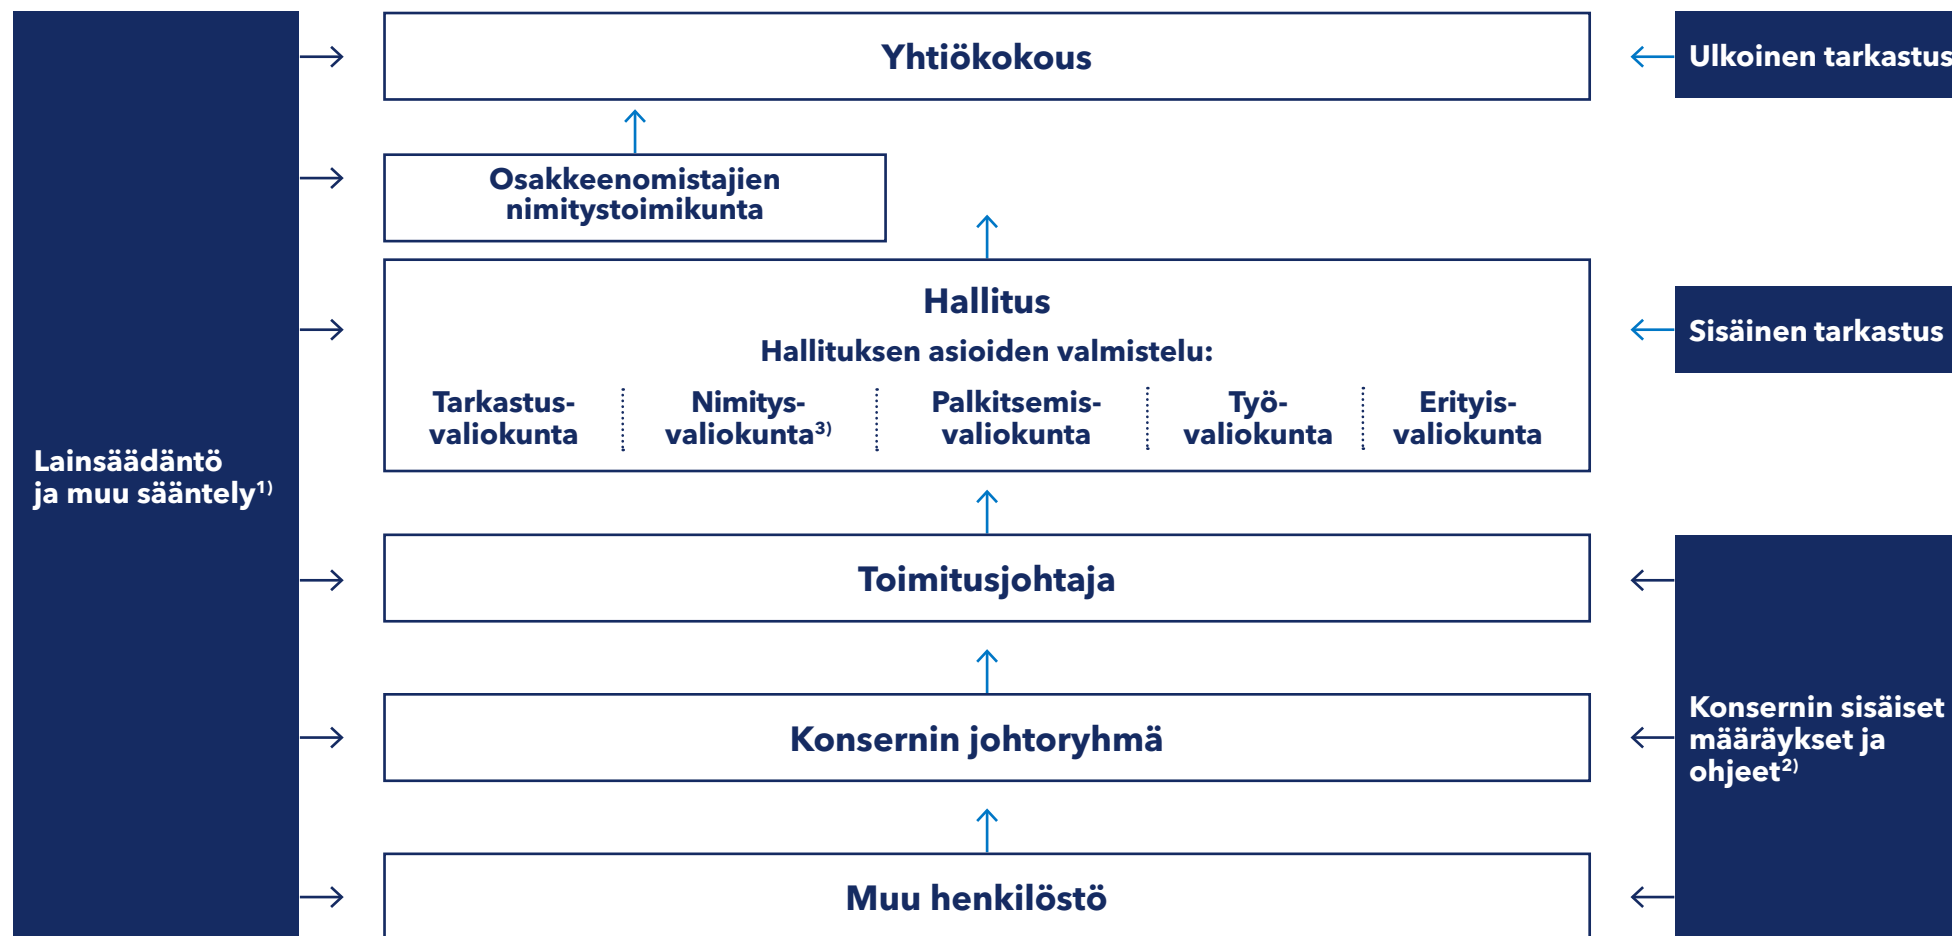 Yhtiökokous
Ulkoinen tarkastus
Osakkeenomistajien
nimitystoimikunta
Hallitus
Hallituksen asioiden valmistelu:
Sisäinen tarkastus
Tarkastus-
valiokunta
Nimitys-
valiokunta3)
Palkitsemis-
valiokunta
Työ-
valiokunta
Erityis-
valiokunta
Lainsäädäntö
ja muu sääntely1)
Toimitusjohtaja
Konsernin johtoryhmä
Konsernin sisäiset
määräykset ja
ohjeet2)
Muu henkilöstö